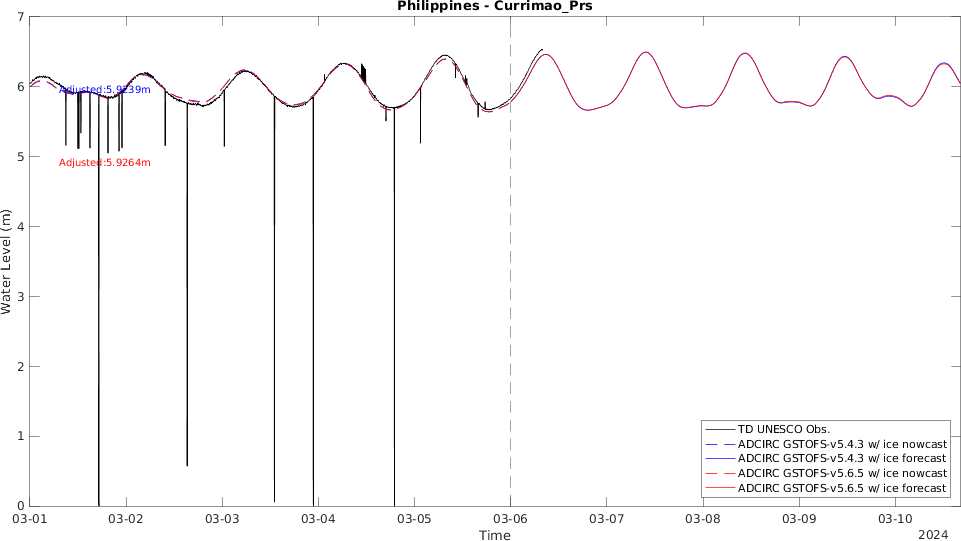 Philippines - Currimao_Prs
7
6
5
4
3
2
1
0
Water Level (m)
Adjusted:5.9239m
Adjusted:5.9264m
TD UNESCO Obs.
ADCIRC GSTOFS-v5.4.3 w/ ice nowcast
ADCIRC GSTOFS-v5.4.3 w/ ice forecast
ADCIRC GSTOFS-v5.6.5 w/ ice nowcast
ADCIRC GSTOFS-v5.6.5 w/ ice forecast
03-01 03-02 03-03 03-04 03-05 03-06 03-07 03-08 03-09 03-10
Time
2024